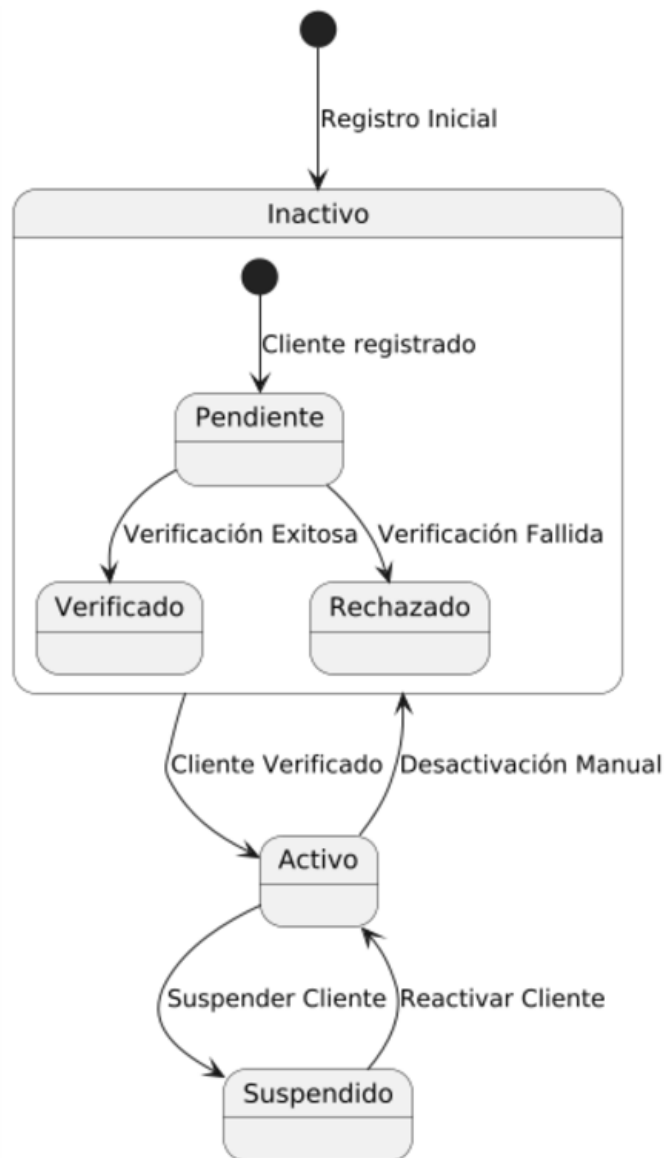 Registro Inicial
Inactivo
Cliente registrado
Pendiente
Verificación Exitosa
Verificación Fallida
Verificado
Rechazado
Cliente Verificado
Desactivación Manual
Activo
Suspender Cliente
Reactivar Cliente
Suspendido